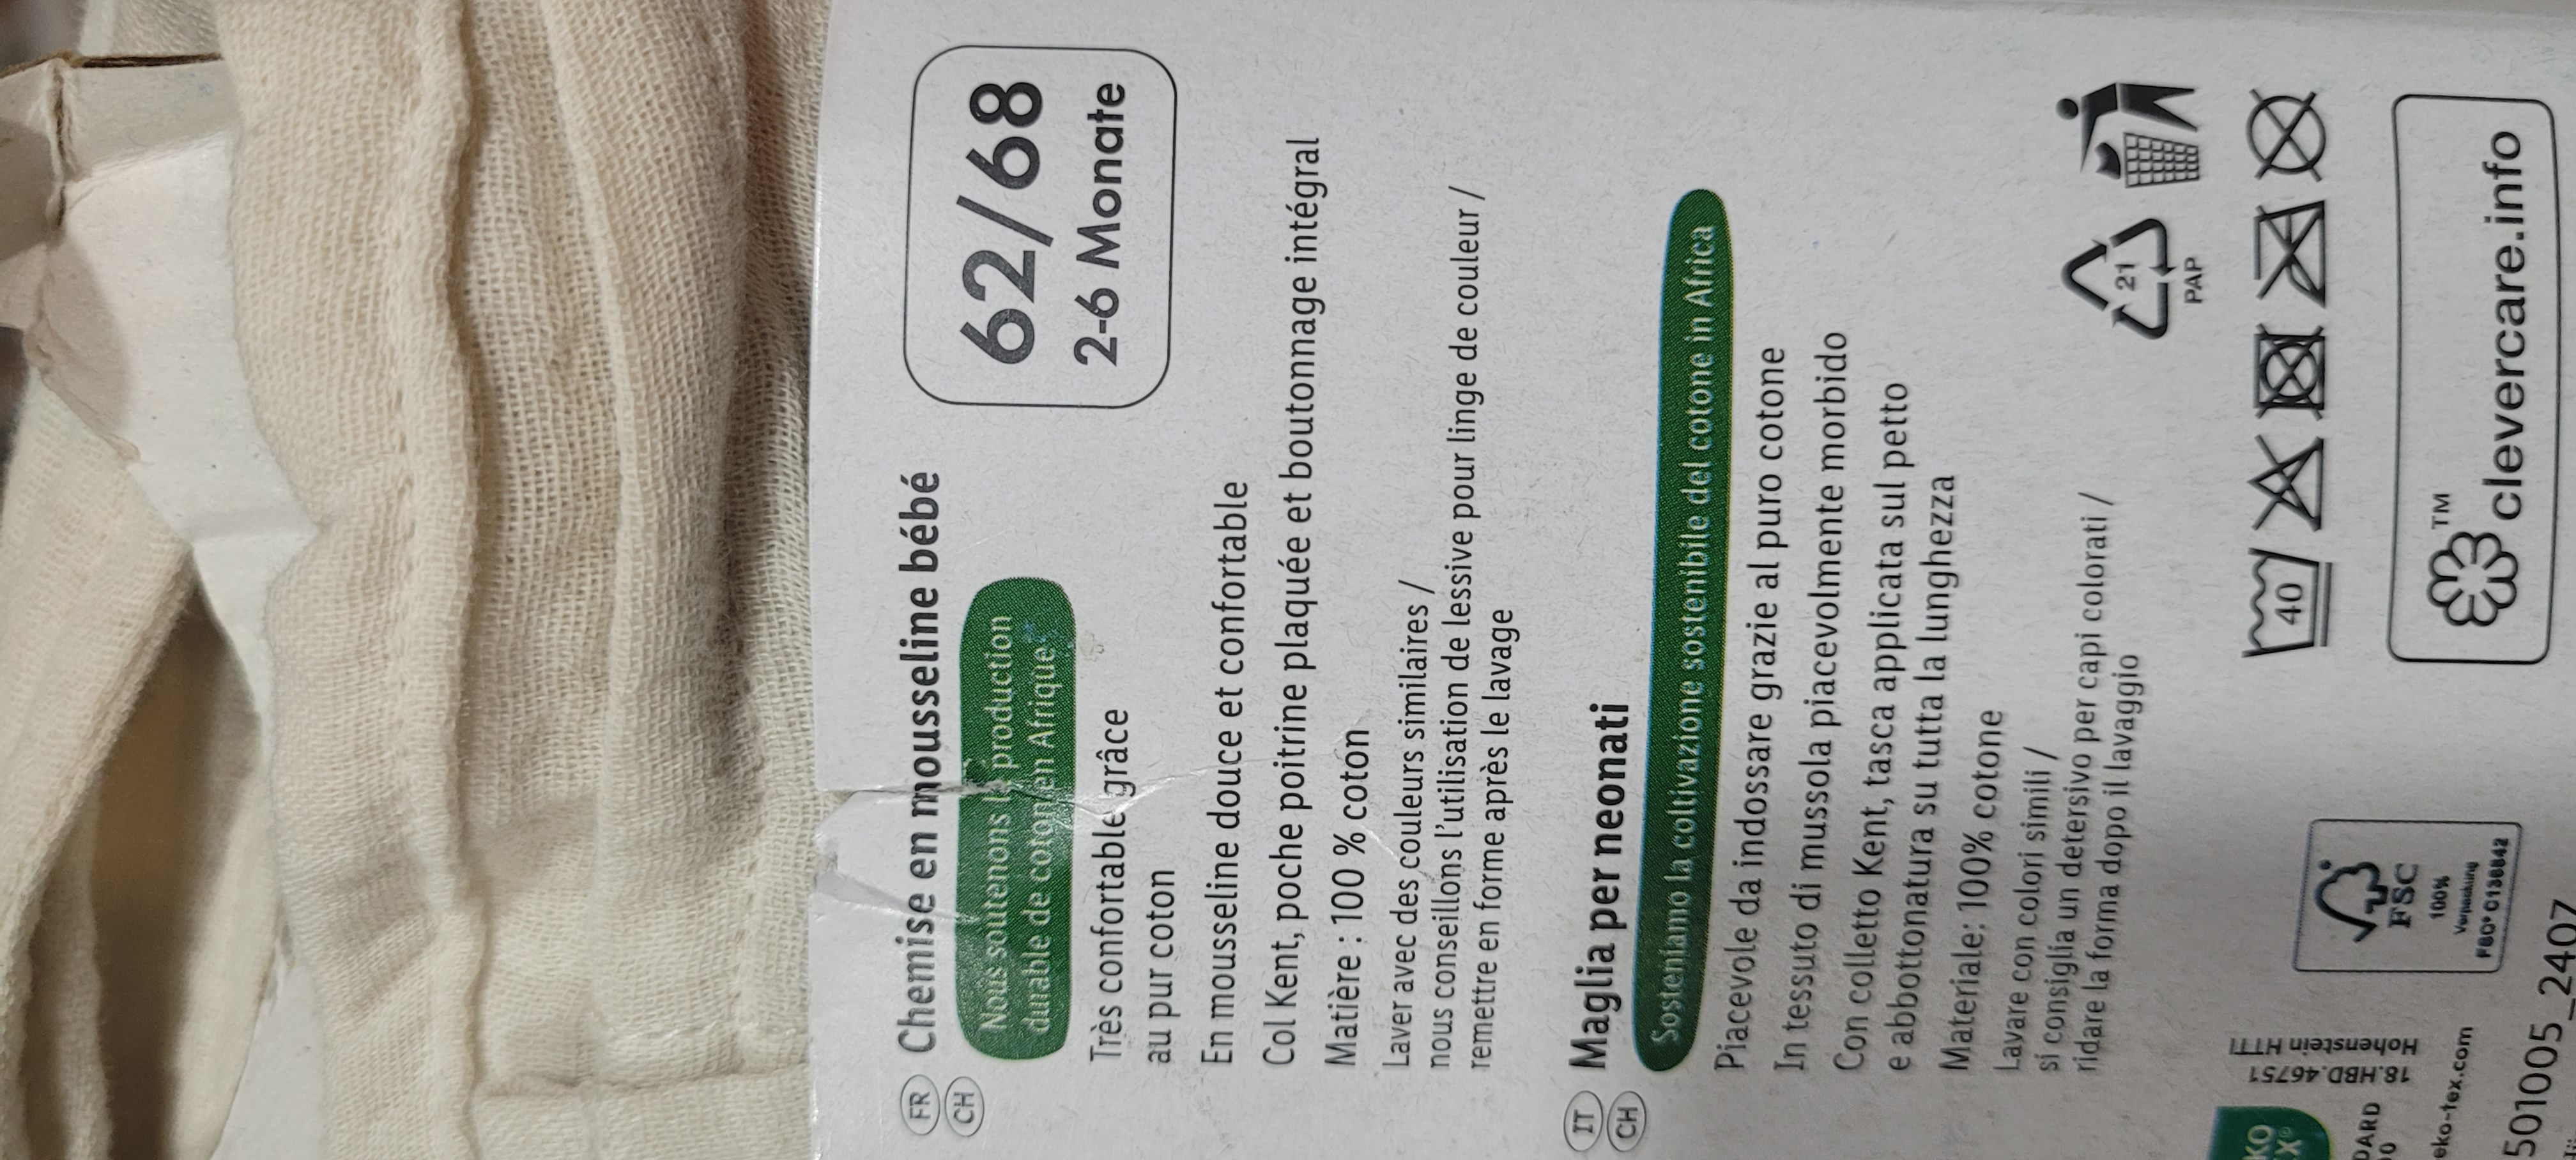 62/68
2-6 Monate
FR
CH
Chemise en mousseline bébé
Nous soutenons la production
durable de coton en Afrique.
Très confortable grâce
au pur coton
En mousseline douce et confortable
Col Kent, poche poitrine plaquée et boutonnage intégral
Matière : 100 % coton
Laver avec des couleurs similaires /
nous conseillons l'utilisation de lessive pour linge de couleur /
remettre en forme après le lavage
IT
CH
Maglia per neonati
Sosteniamo la coltivazione sostenibile del cotone in Africa
Piacevole da indossare grazie al puro cotone
In tessuto di mussola piacevolmente morbido
Con colletto Kent, tasca applicata sul petto
e abbottonatura su tutta la lunghezza
Materiale: 100% cotone
Lavare con colori simili /
si consiglia un detersivo per capi colorati /
ridare la forma dopo il lavaggio
21
PAP
40
TM
clevercare.info
FSC
100%
Verpackung
FSC® 013642
18.HBD.46751
Hohenstein HTTI
eko-tex.com
501005_2407